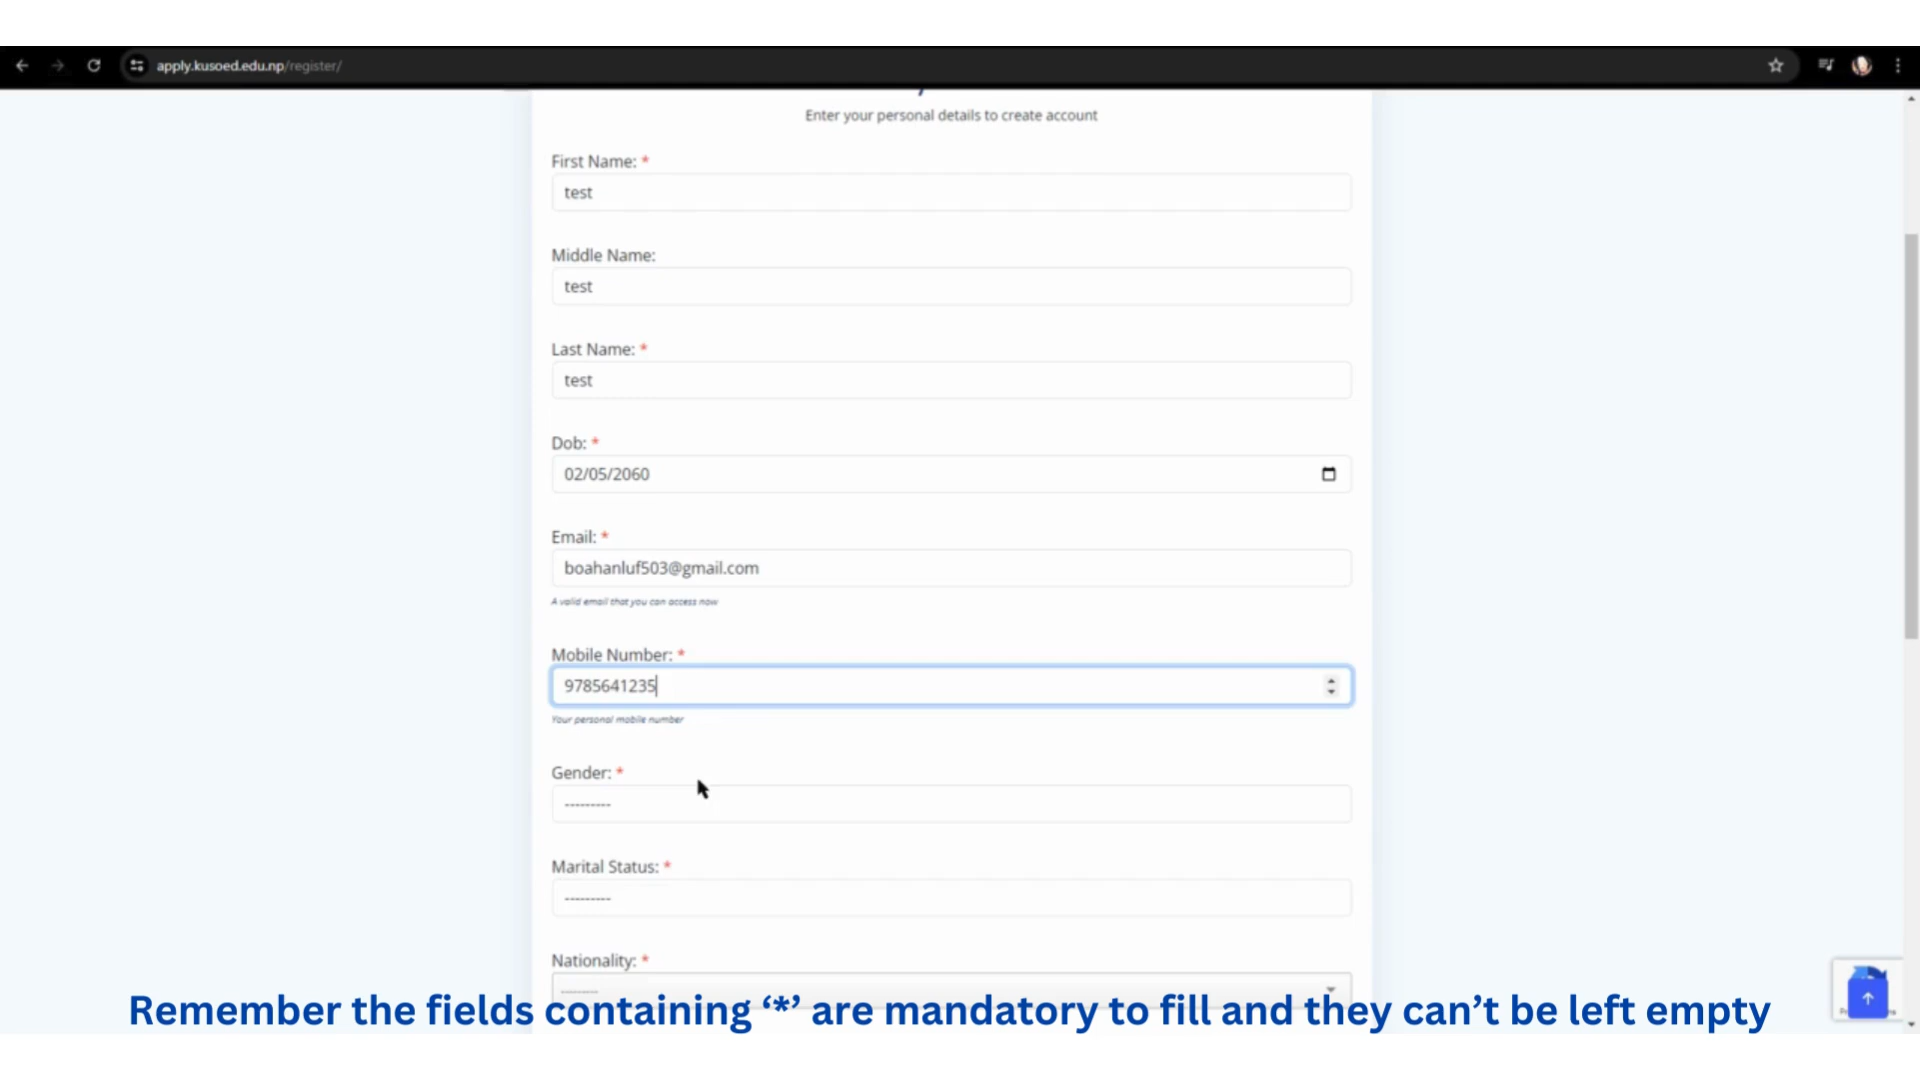 apply.kusoed.edu.np/register/
Enter your personal details to create account
First Name: *
test
Middle Name:
test
Last Name: *
test
Dob: *
02/05/2060
Email: *
boahanluf503@gmail.com
A valid email that you can access now
Mobile Number: *
9785641235
Your personal mobile number
Gender: *
---------
Marital Status: *
---------
Nationality: *
---------
Remember the fields containing ‘*’ are mandatory to fill and they can’t be left empty